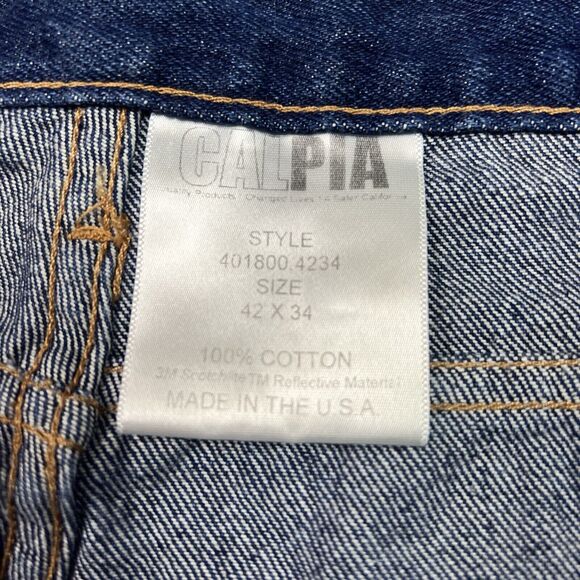 CALPIA
Quality Products | Changed Lives | A Safer California
STYLE
401800.4234
SIZE
42 X 34
100% COTTON
3M Scotchlite TM Reflective Material
MADE IN THE U.S.A.